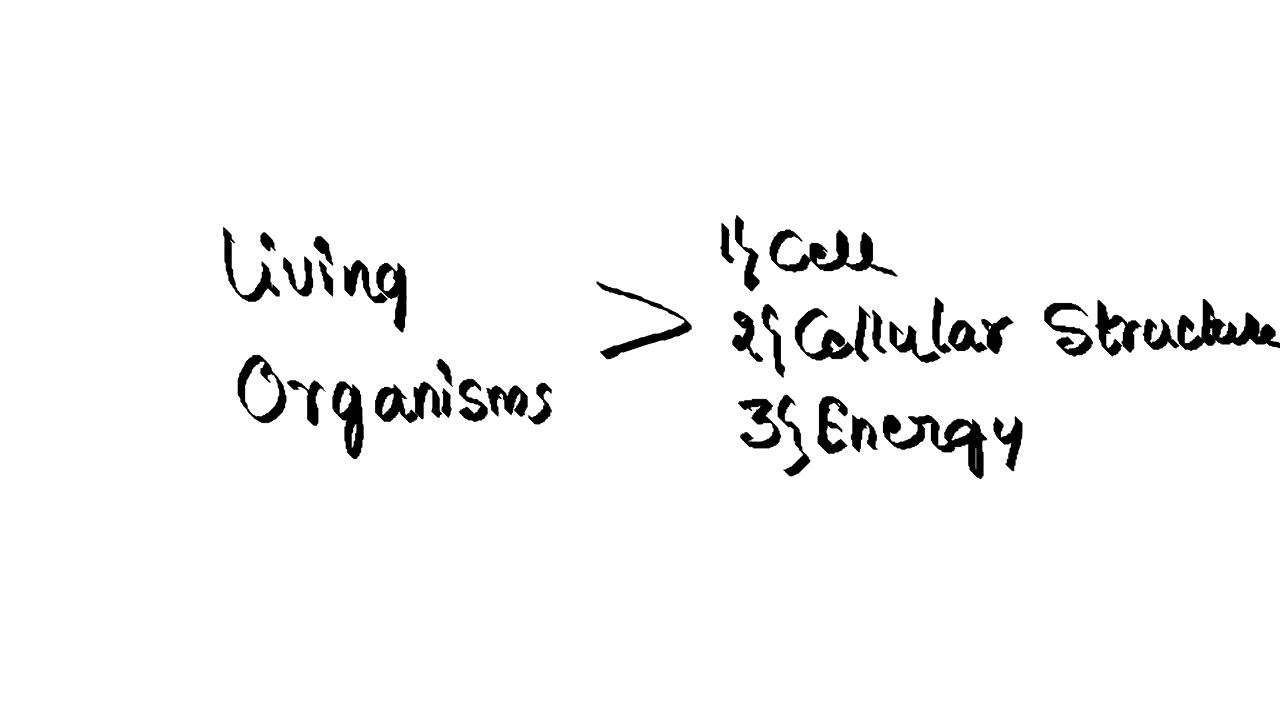 Living
Organisms
>
1} Cell
2} Cellular Structure
3} Energy